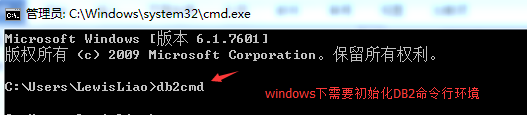 管理员: C:\Windows\system32\cmd.exe
Microsoft Windows [版本 6.1.7601]
版权所有 (c) 2009 Microsoft Corporation。保留所有权利。
C:\Users\LewisLiao>db2cmd
windows下需要初始化DB2命令行环境